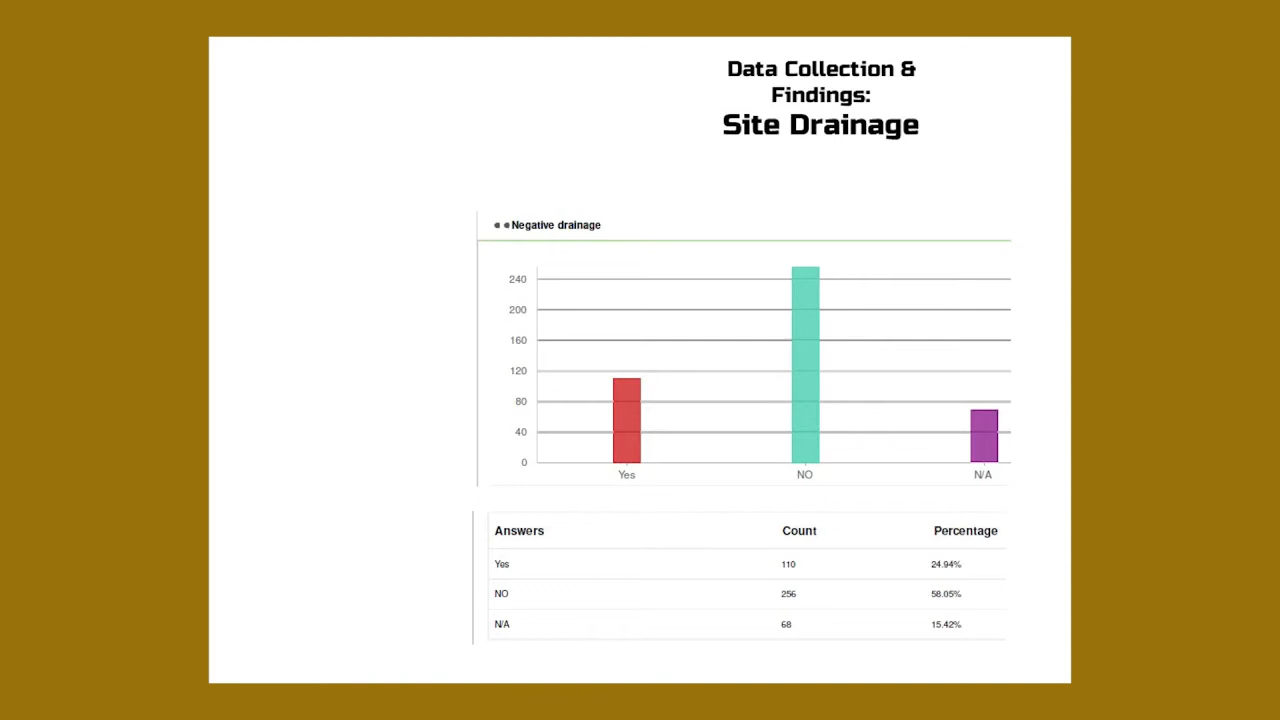 Data Collection &
Findings:
Site Drainage
Negative drainage
240
200
160
120
80
40
0
Yes NO N/A
Answers Count Percentage
Yes 110 24.94%
NO 256 58.05%
N/A 68 15.42%